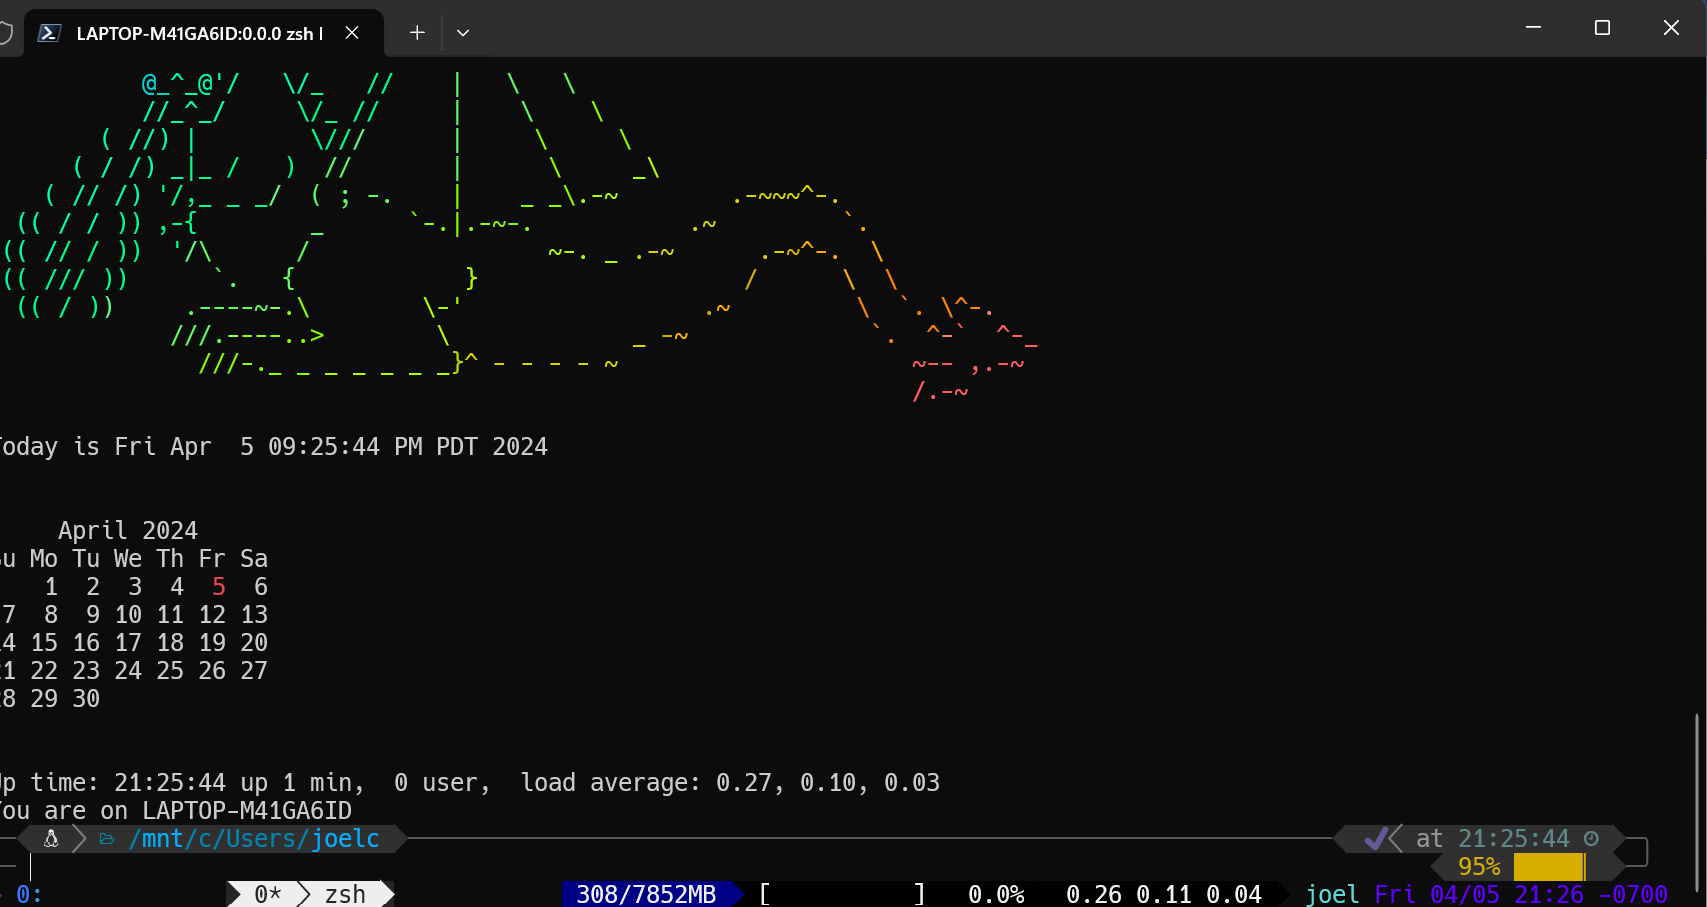 LAPTOP-M41GA6ID:0.0.0 zsh
@_^_@'/   \/_   //    |   \   \
//_^_/     \/_ //     |    \    \
( //) |        \///      |     \     \
( / /) _|_ /   )  //       |      \     _\
( // /) '/,_ _ _/  ( ; -.    |    _ _\.-~        .-~~~^-.
(( / / )) ,-{        _      `-.|.-~-.           .~         `.
(( // / ))  '/\      /                 ~-. _ .-~      .-~^-.  \
(( /// ))      `.   {            }                   /      \  \
(( / ))     .----~-.\        \-'                 .~         \  `. \^-.
///.----..>        \             _ -~             `.  ^-`  ^-_
///-._ _ _ _ _ _ _}^ - - - - ~                     ~-- ,.-~
/.-~
oday is Fri Apr  5 09:25:44 PM PDT 2024
April 2024
u Mo Tu We Th Fr Sa
1  2  3  4  5  6
7  8  9 10 11 12 13
4 15 16 17 18 19 20
1 22 23 24 25 26 27
8 29 30
p time: 21:25:44 up 1 min,  0 user,  load average: 0.27, 0.10, 0.03
ou are on LAPTOP-M41GA6ID
/mnt/c/Users/joelc at 21:25:44
95%
0: 0* zsh 308/7852MB [ ] 0.0% 0.26 0.11 0.04 joel Fri 04/05 21:26 -0700